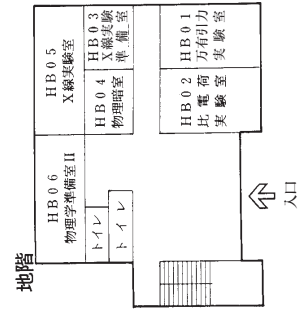 地階
HB06
物理学準備室II
HB05
X線実験室
HB03
X線実験
準備室
HB04
物理暗室
HB01
万有引力
実験室
HB02
比電荷
実験室
トイレ
トイレ
入口